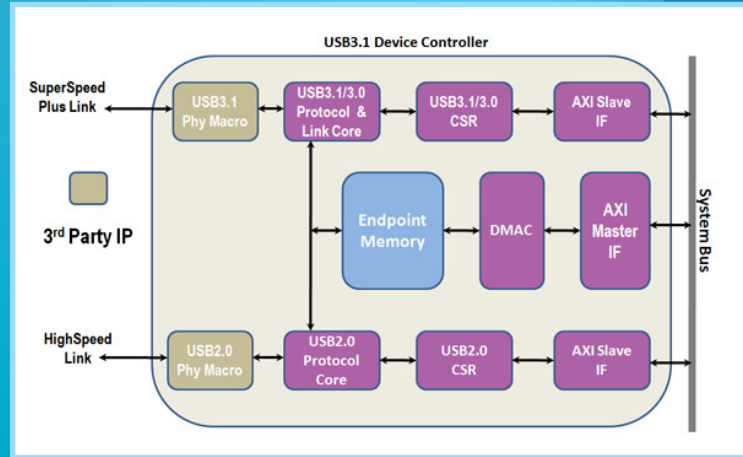 USB3.1 Device Controller
SuperSpeed
Plus Link
USB3.1
Phy Macro
USB3.1/3.0
Protocol &
Link Core
USB3.1/3.0
CSR
AXI Slave
IF
3rd Party IP
Endpoint
Memory
DMAC
AXI
Master
IF
System Bus
HighSpeed
Link
USB2.0
Phy Macro
USB2.0
Protocol
Core
USB2.0
CSR
AXI Slave
IF